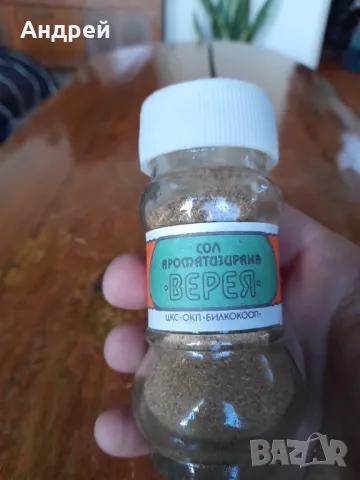 Андрей
СОЛ
АРОМАТИЗИРАНА
·ВЕРЕЯ·
ЦКС-ОКП-БИЛКОКООП-
BAZAR